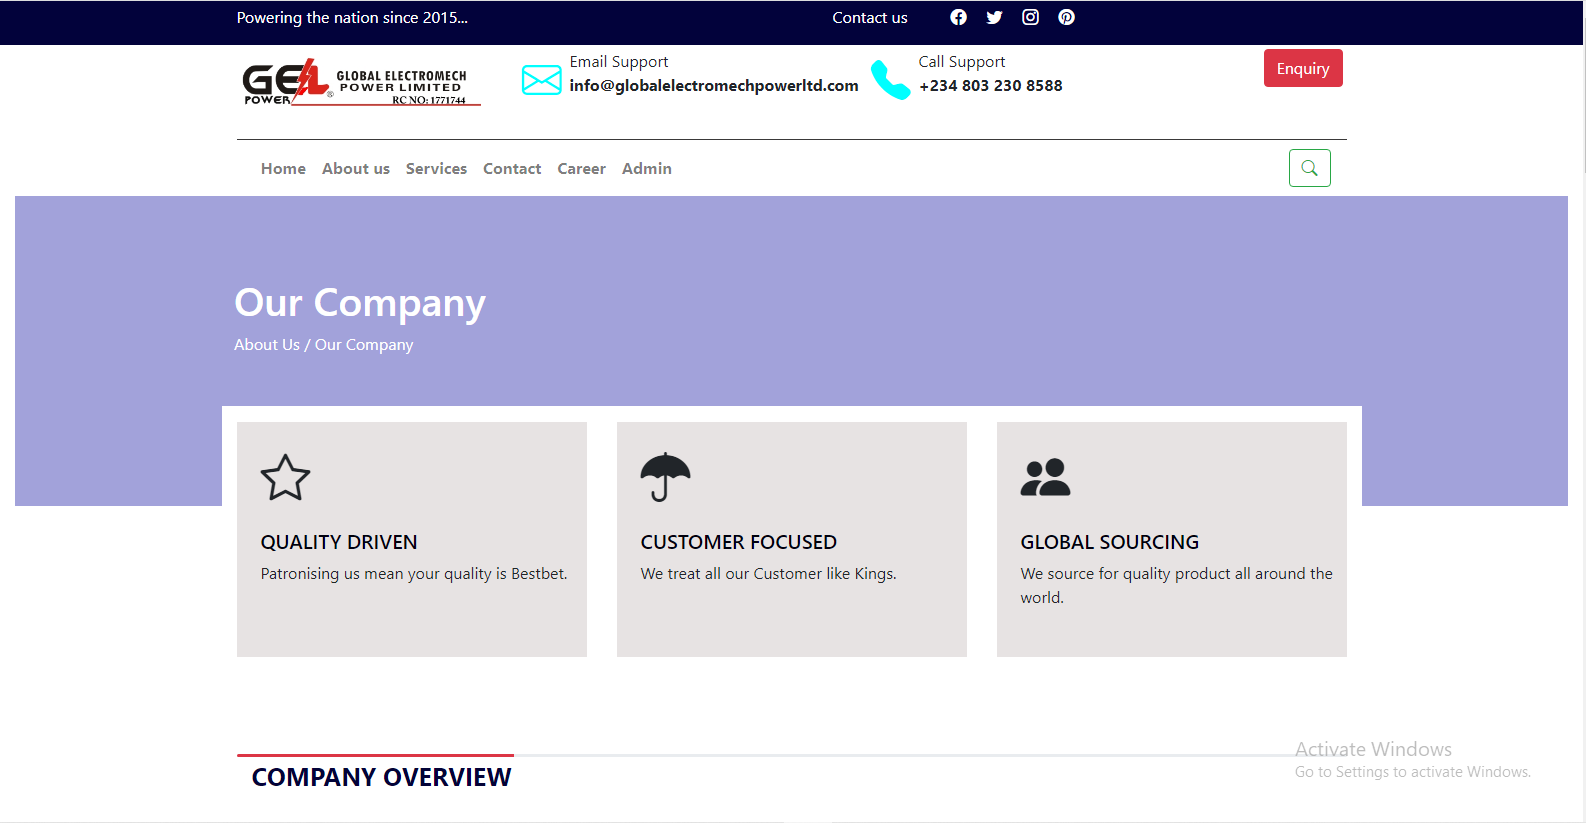 Powering the nation since 2015...
Contact us
GEL
POWER
®
GLOBAL ELECTROMECH
POWER LIMITED
RC NO: 1771744
Email Support
info@globalelectromechpowerltd.com
Call Support
+234 803 230 8588
Enquiry
Home About us Services Contact Career Admin
Our Company
About Us / Our Company
QUALITY DRIVEN
Patronising us mean your quality is Bestbet.
CUSTOMER FOCUSED
We treat all our Customer like Kings.
GLOBAL SOURCING
We source for quality product all around the
world.
COMPANY OVERVIEW
Activate Windows
Go to Settings to activate Windows.